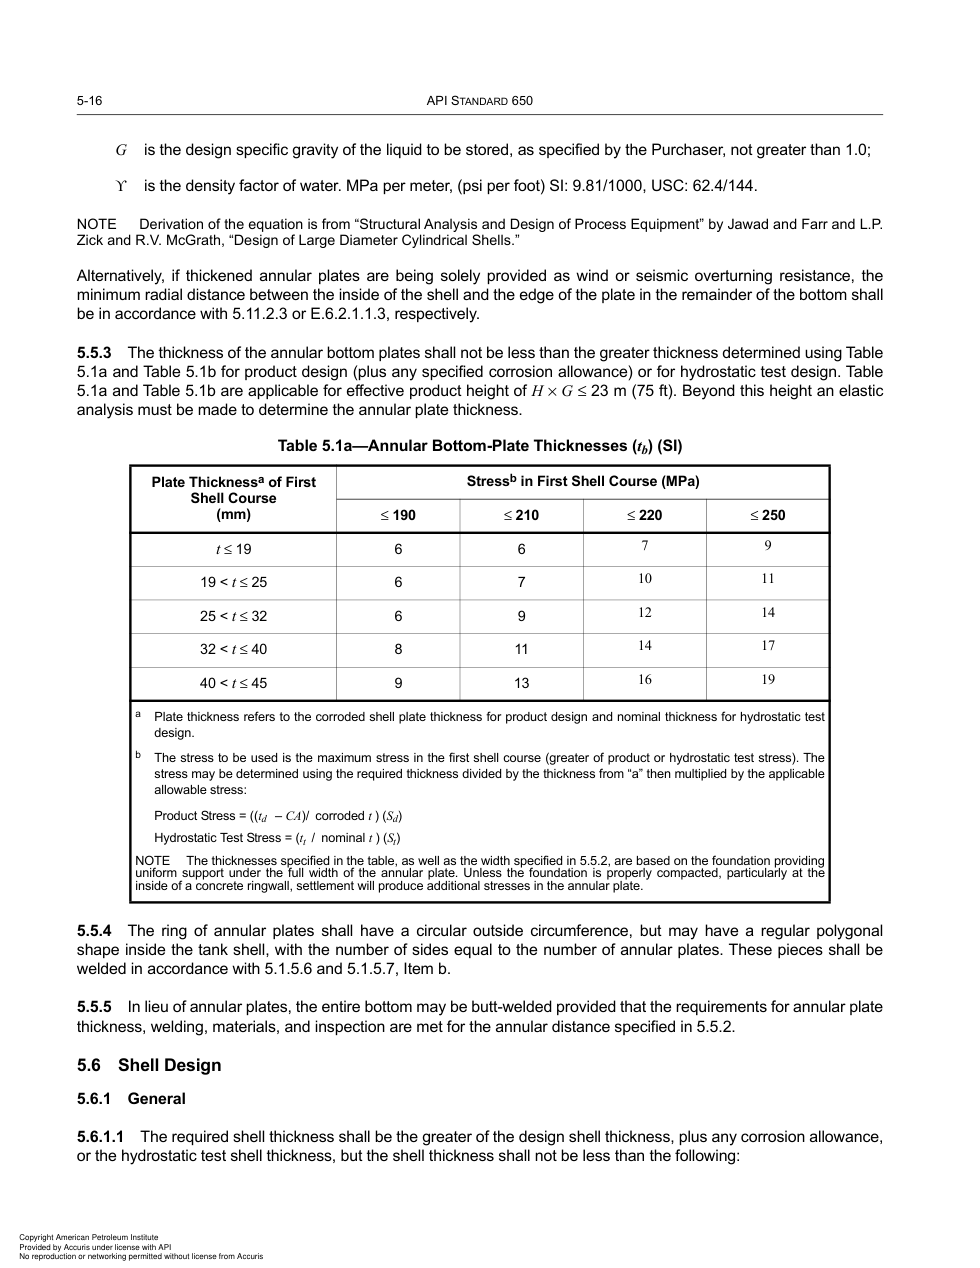 5-16
API STANDARD 650
G is the design specific gravity of the liquid to be stored, as specified by the Purchaser, not greater than 1.0;
ϒ is the density factor of water. MPa per meter, (psi per foot) SI: 9.81/1000, USC: 62.4/144.
NOTE Derivation of the equation is from “Structural Analysis and Design of Process Equipment” by Jawad and Farr and L.P.
Zick and R.V. McGrath, “Design of Large Diameter Cylindrical Shells.”
Alternatively, if thickened annular plates are being solely provided as wind or seismic overturning resistance, the
minimum radial distance between the inside of the shell and the edge of the plate in the remainder of the bottom shall
be in accordance with 5.11.2.3 or E.6.2.1.1.3, respectively.
5.5.3 The thickness of the annular bottom plates shall not be less than the greater thickness determined using Table
5.1a and Table 5.1b for product design (plus any specified corrosion allowance) or for hydrostatic test design. Table
5.1a and Table 5.1b are applicable for effective product height of H × G ≤ 23 m (75 ft). Beyond this height an elastic
analysis must be made to determine the annular plate thickness.
Table 5.1a—Annular Bottom-Plate Thicknesses (tb) (SI)
Plate Thicknessa of First
Shell Course
(mm)
Stressb in First Shell Course (MPa)
≤ 190 ≤ 210 ≤ 220 ≤ 250
t ≤ 19 6 6 7 9
19 < t ≤ 25 6 7 10 11
25 < t ≤ 32 6 9 12 14
32 < t ≤ 40 8 11 14 17
40 < t ≤ 45 9 13 16 19
a Plate thickness refers to the corroded shell plate thickness for product design and nominal thickness for hydrostatic test
design.
b The stress to be used is the maximum stress in the first shell course (greater of product or hydrostatic test stress). The
stress may be determined using the required thickness divided by the thickness from “a” then multiplied by the applicable
allowable stress:
Product Stress = ((td – CA)/ corroded t ) (Sd)
Hydrostatic Test Stress = (tt / nominal t ) (St)
NOTE The thicknesses specified in the table, as well as the width specified in 5.5.2, are based on the foundation providing
uniform support under the full width of the annular plate. Unless the foundation is properly compacted, particularly at the
inside of a concrete ringwall, settlement will produce additional stresses in the annular plate.
5.5.4 The ring of annular plates shall have a circular outside circumference, but may have a regular polygonal
shape inside the tank shell, with the number of sides equal to the number of annular plates. These pieces shall be
welded in accordance with 5.1.5.6 and 5.1.5.7, Item b.
5.5.5 In lieu of annular plates, the entire bottom may be butt-welded provided that the requirements for annular plate
thickness, welding, materials, and inspection are met for the annular distance specified in 5.5.2.
5.6 Shell Design
5.6.1 General
5.6.1.1 The required shell thickness shall be the greater of the design shell thickness, plus any corrosion allowance,
or the hydrostatic test shell thickness, but the shell thickness shall not be less than the following:
Copyright American Petroleum Institute
Provided by Accuris under license with API
No reproduction or networking permitted without license from Accuris